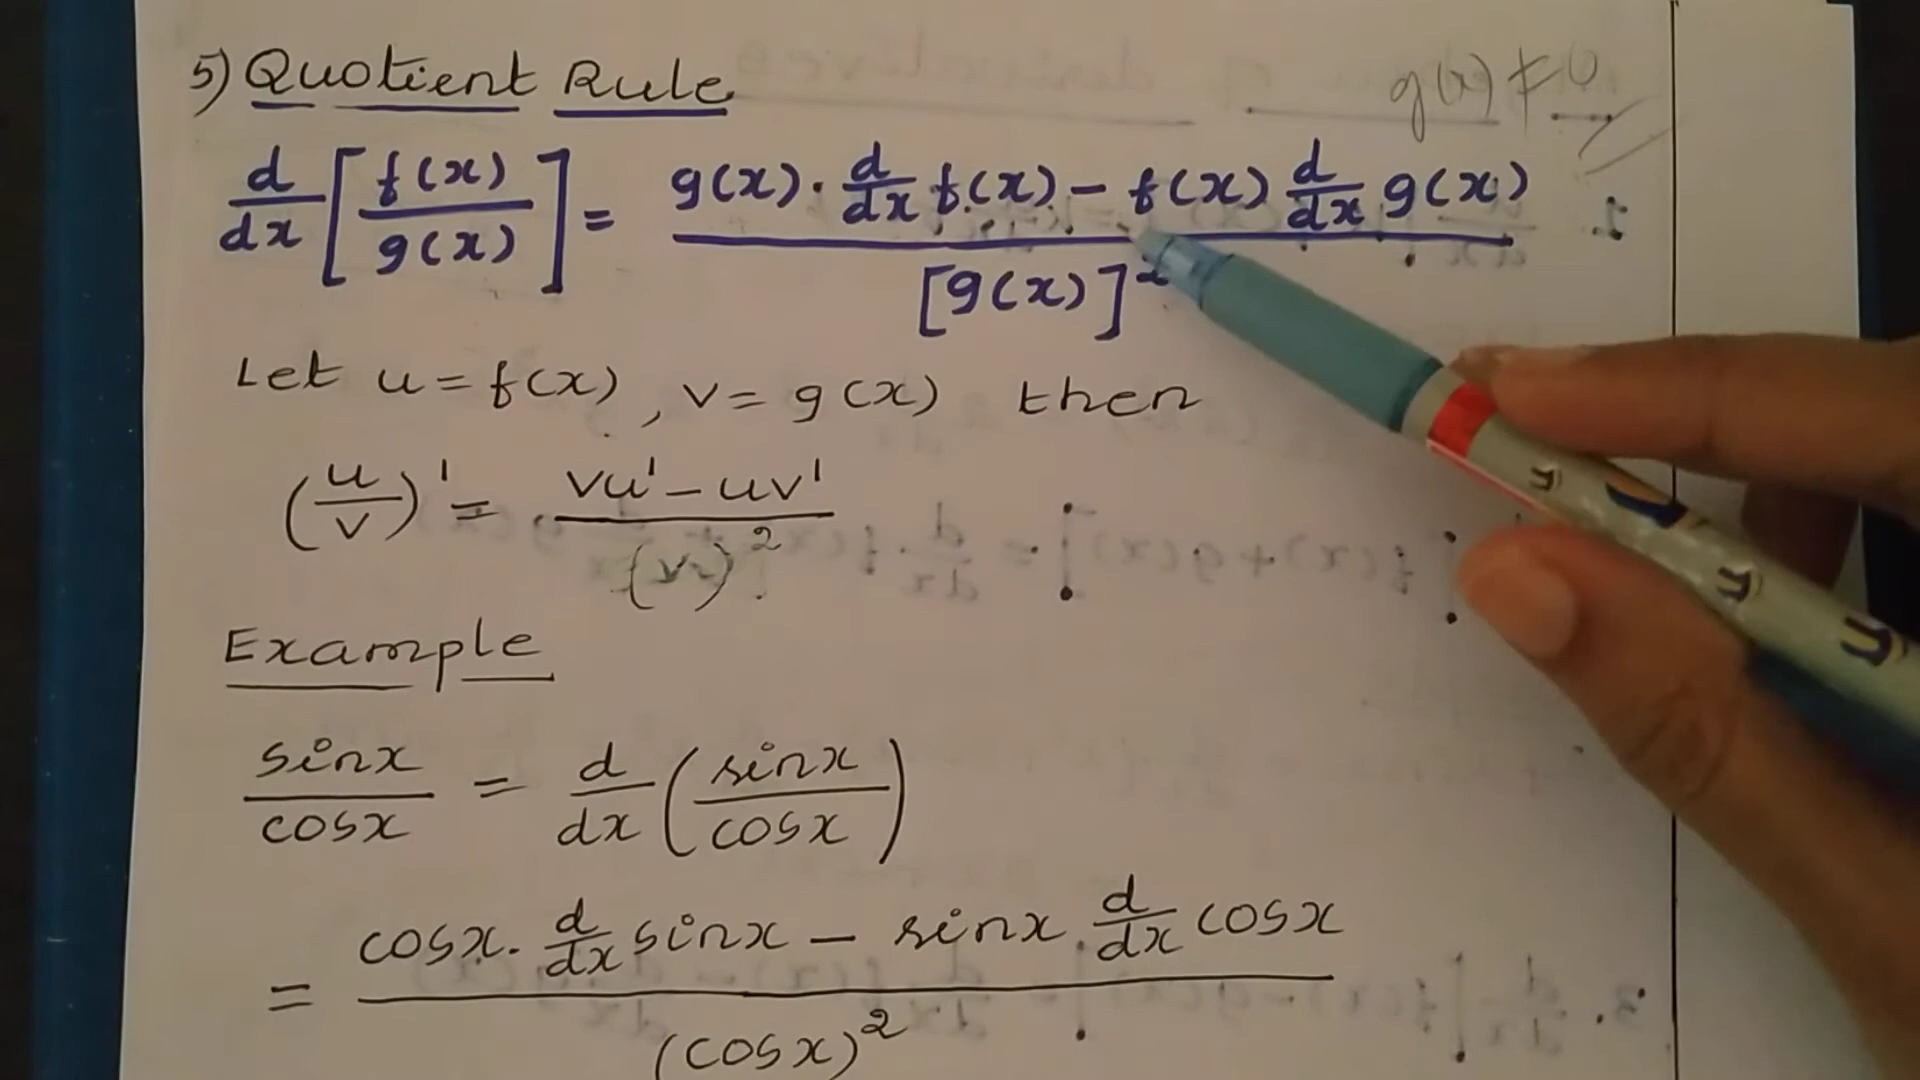 5) Quotient Rule
g(x) ≠ 0
d/dx [f(x)/g(x)] = (g(x) · d/dx f(x) - f(x) d/dx g(x)) / [g(x)]²
Let u = f(x), v = g(x) then
(u/v)' = (vu' - uv') / (v)²
Example
sinx/cosx = d/dx (sinx/cosx)
= (cosx · d/dx sinx - sinx · d/dx cosx) / (cosx)²